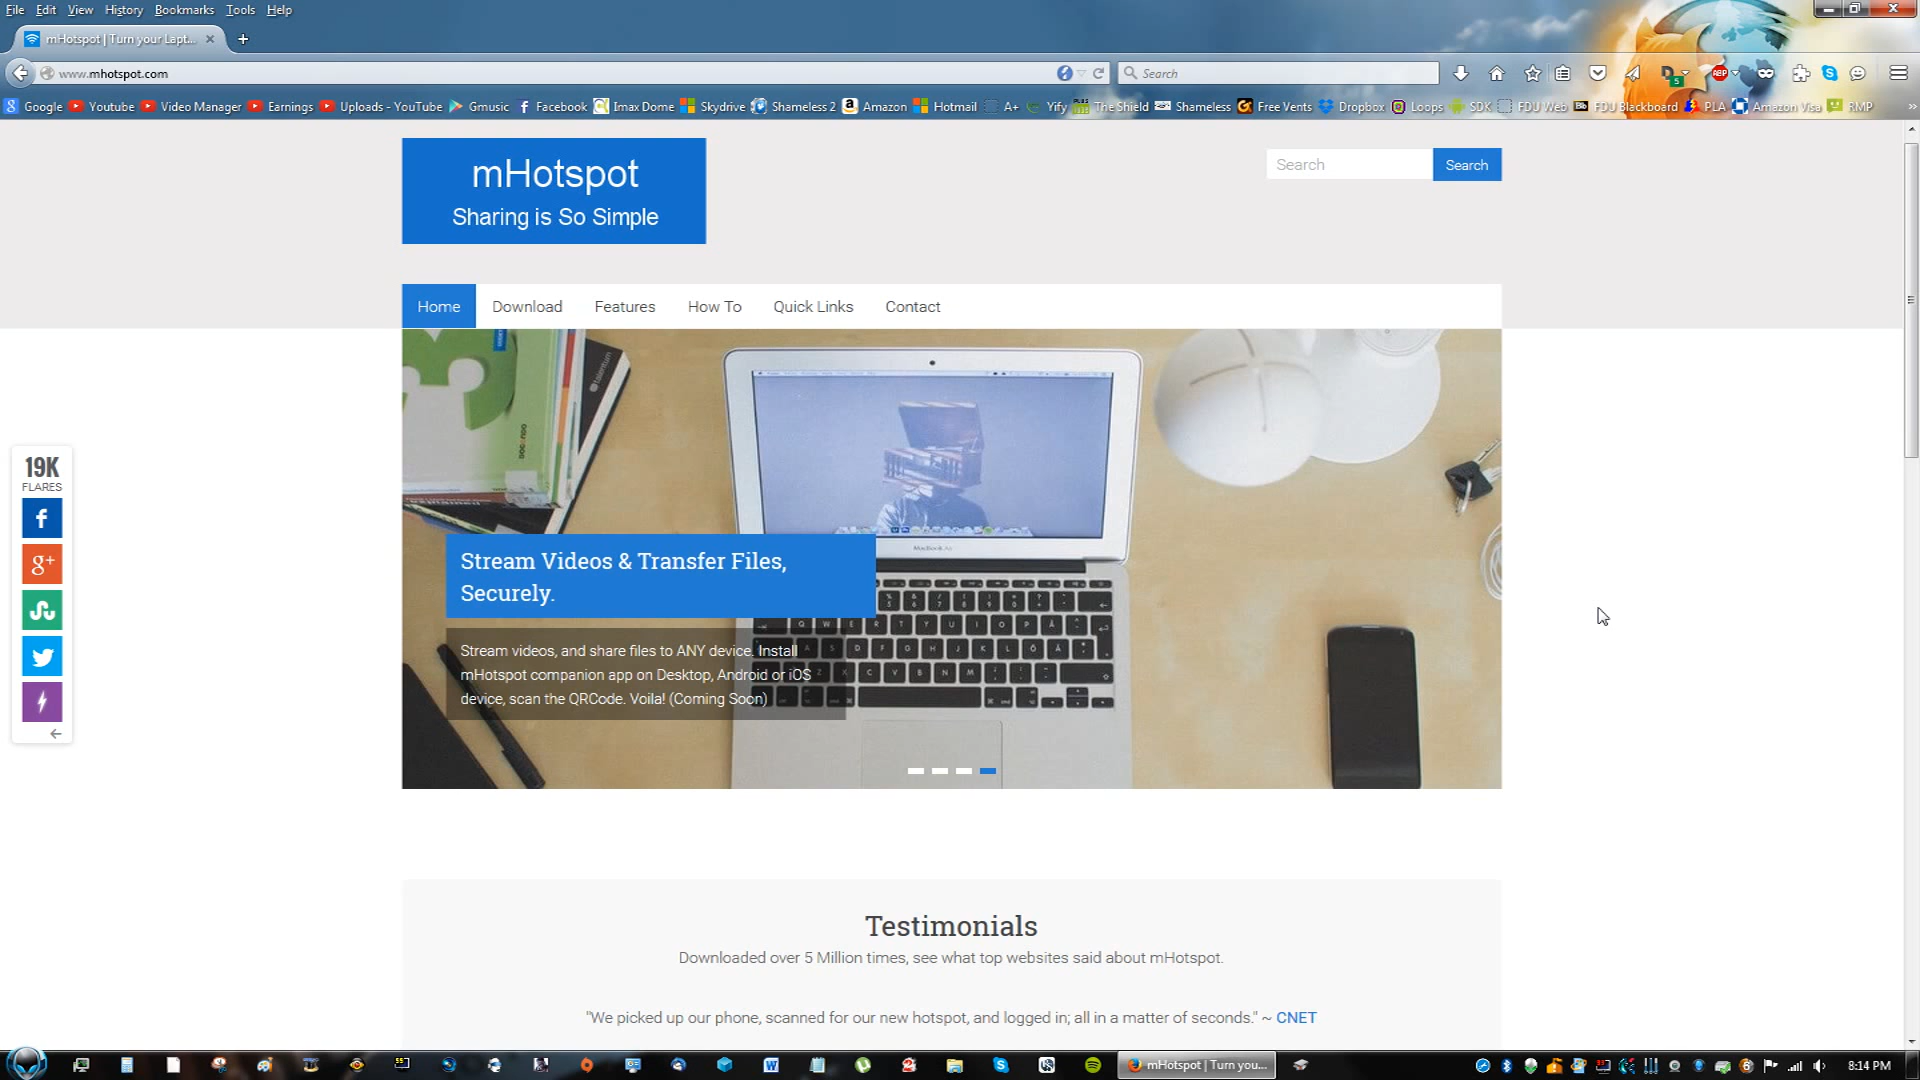 File Edit View History Bookmarks Tools Help
mHotspot | Turn your Lapt...
www.mhotspot.com
Search
Google Youtube Video Manager Earnings Uploads - YouTube Gmusic Facebook Imax Dome Skydrive Shameless 2 Amazon Hotmail A+ Yify The Shield Shameless Free Vents Dropbox Loops SDK FDU Web FDU Blackboard PLA Amazon Visa RMP
mHotspot
Sharing is So Simple
Search Search
Home Download Features How To Quick Links Contact
19K
FLARES
Stream Videos & Transfer Files,
Securely.
Stream videos, and share files to ANY device. Install
mHotspot companion app on Desktop, Android or iOS
device, scan the QRCode. Voila! (Coming Soon)
MacBook Air
Testimonials
Downloaded over 5 Million times, see what top websites said about mHotspot.
"We picked up our phone, scanned for our new hotspot, and logged in; all in a matter of seconds." ~ CNET
mHotspot | Turn you...
8:14 PM